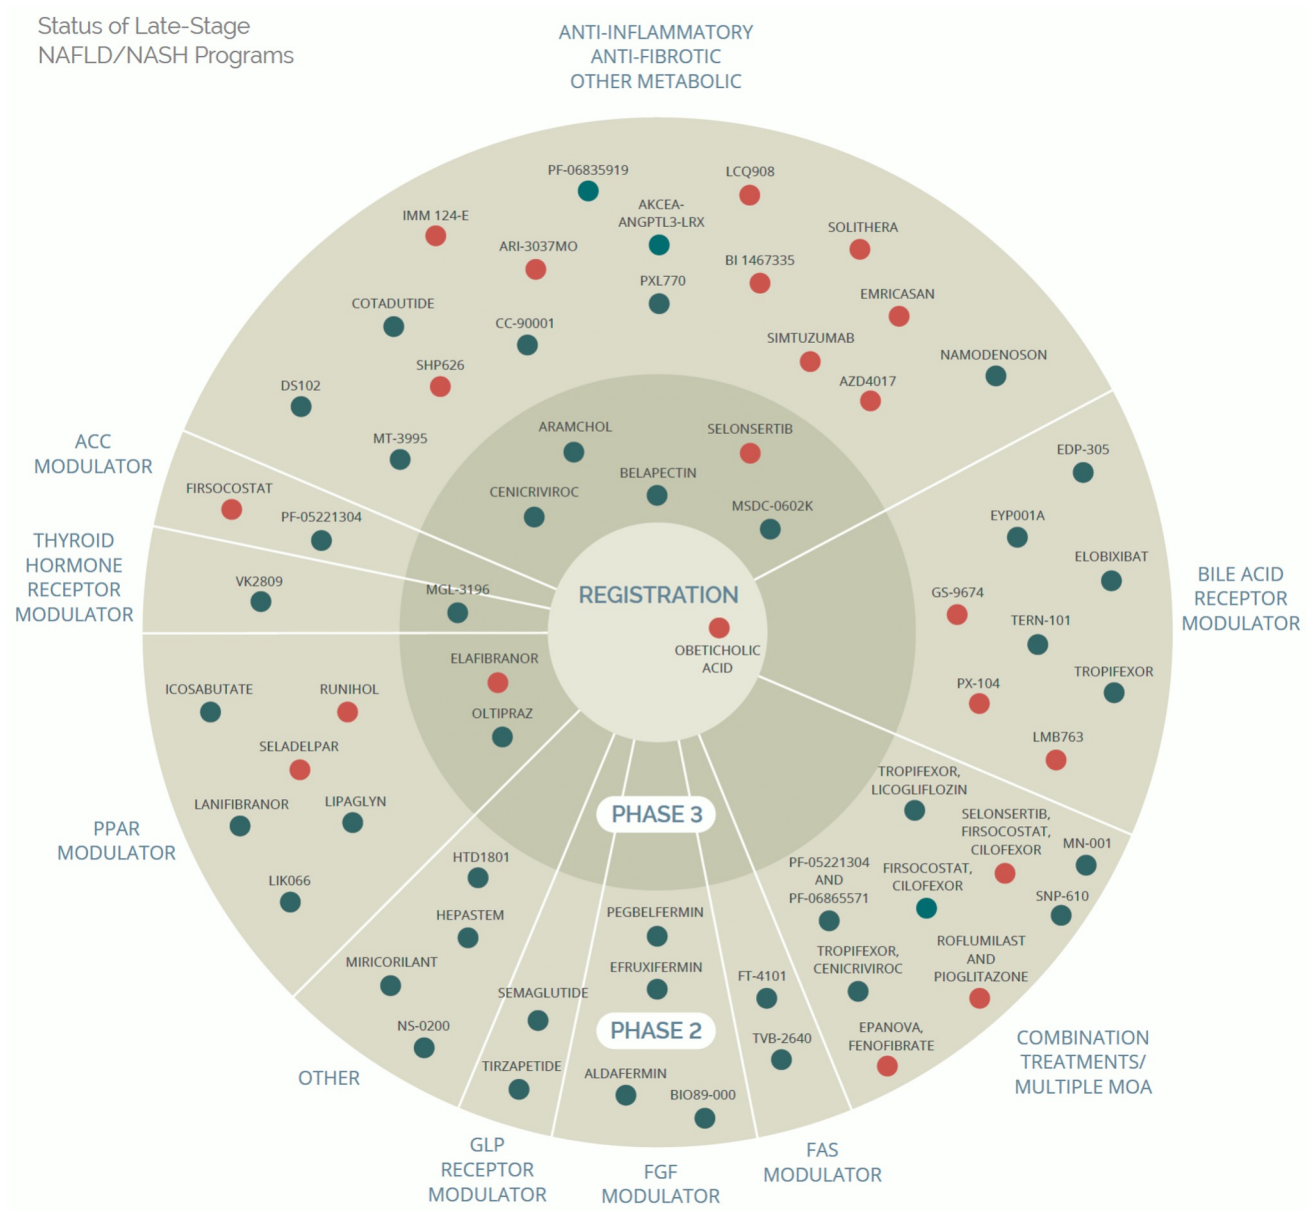 Status of Late-Stage
NAFLD/NASH Programs
ANTI-INFLAMMATORY
ANTI-FIBROTIC
OTHER METABOLIC
PF-06835919
LCQ908
AKCEA-
ANGPTL3-LRX
IMM 124-E
SOLITHERA
ARI-3037MO
BI 1467335
PXL770
EMRICASAN
COTADUTIDE
CC-90001
SIMTUZUMAB
NAMODENOSON
SHP626
AZD4017
DS102
MT-3995
ARAMCHOL
SELONSERTIB
BELAPECTIN
CENICRIVIROC
MSDC-0602K
ACC
MODULATOR
FIRSOCOSTAT
PF-05221304
THYROID
HORMONE
RECEPTOR
MODULATOR
VK2809
MGL-3196
REGISTRATION
OBETICHOLIC
ACID
EDP-305
EYP001A
ELOBIXIBAT
GS-9674
TERN-101
TROPIFEXOR
PX-104
LMB763
BILE ACID
RECEPTOR
MODULATOR
ELAFIBRANOR
OLTIPRAZ
ICOSABUTATE
RUNIHOL
SELADELPAR
LANIFIBRANOR
LIPAGLYN
LIK066
PPAR
MODULATOR
PHASE 3
HTD1801
HEPASTEM
MIRICORILANT
NS-0200
OTHER
SEMAGLUTIDE
TIRZAPETIDE
GLP
RECEPTOR
MODULATOR
PEGBELFERMIN
EFRUXIFERMIN
PHASE 2
ALDAFERMIN
BIO89-000
FGF
MODULATOR
FT-4101
TVB-2640
FAS
MODULATOR
TROPIFEXOR,
LICOGLIFLOZIN
SELONSERTIB,
FIRSOCOSTAT,
CILOFEXOR
MN-001
PF-05221304
AND
PF-06865571
FIRSOCOSTAT,
CILOFEXOR
SNP-610
TROPIFEXOR,
CENICRIVIROC
ROFLUMILAST
AND
PIOGLITAZONE
EPANOVA,
FENOFIBRATE
COMBINATION
TREATMENTS/
MULTIPLE MOA